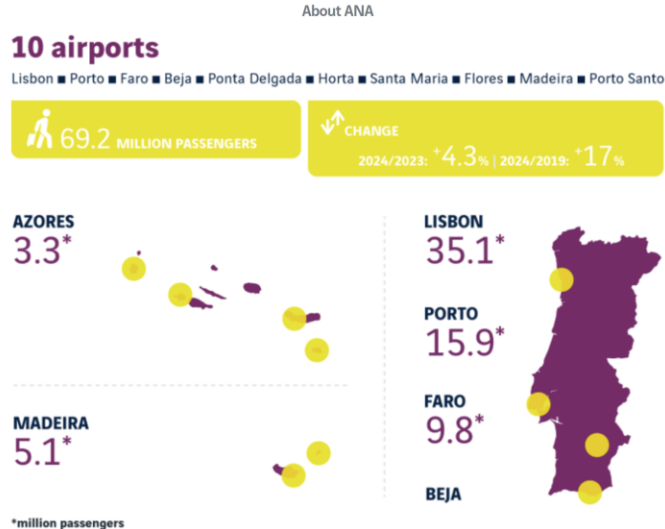 About ANA
10 airports
Lisbon ■ Porto ■ Faro ■ Beja ■ Ponta Delgada ■ Horta ■ Santa Maria ■ Flores ■ Madeira ■ Porto Santo
69.2 MILLION PASSENGERS
CHANGE
2024/2023: +4.3% | 2024/2019: +17%
AZORES
3.3*
MADEIRA
5.1*
LISBON
35.1*
PORTO
15.9*
FARO
9.8*
BEJA
*million passengers